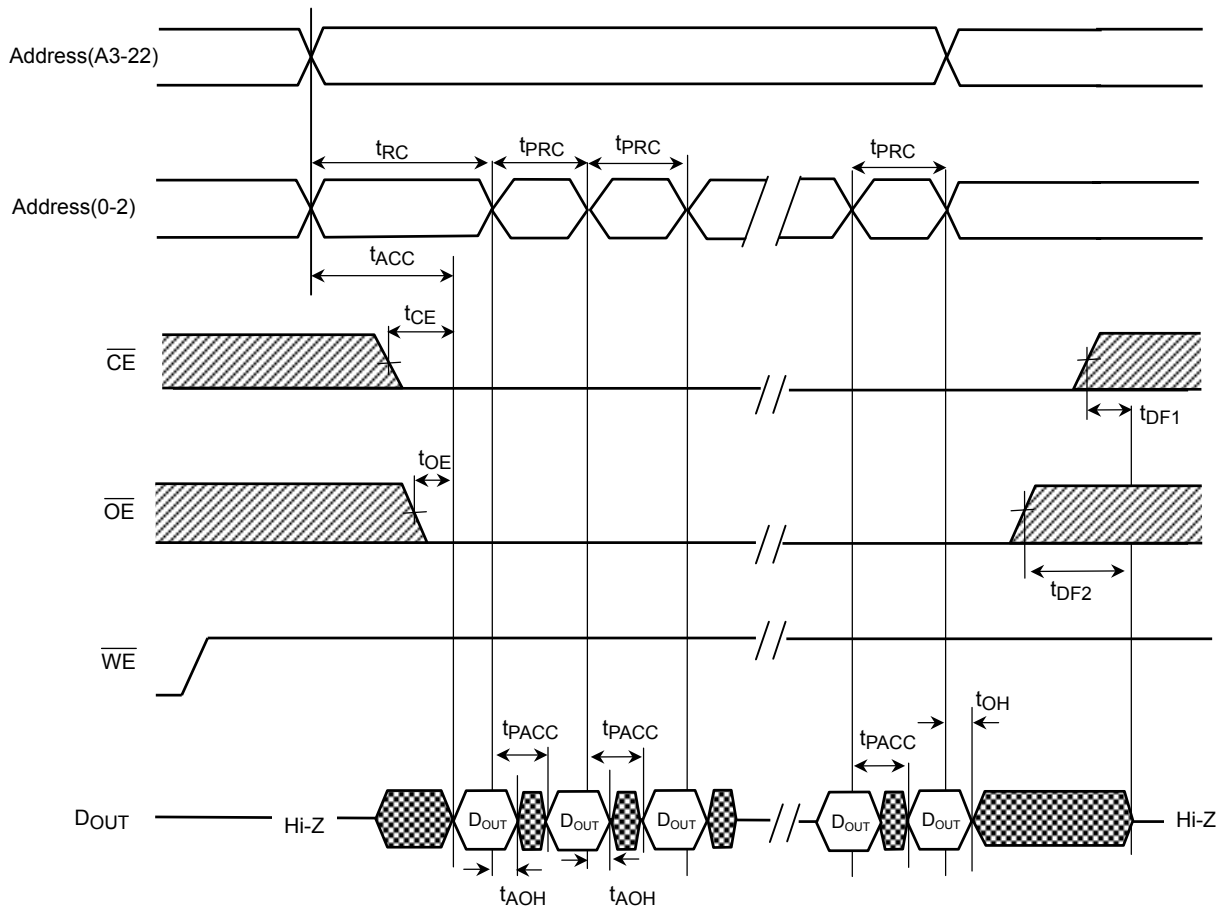 Address(A3-22)
tRC
tPRC
tPRC
tPRC
Address(0-2)
tACC
tCE
CE
tDF1
tOE
OE
tDF2
WE
tOH
tPACC
tPACC
tPACC
DOUT
Hi-Z
DOUT
DOUT
DOUT
DOUT
DOUT
Hi-Z
tAOH
tAOH